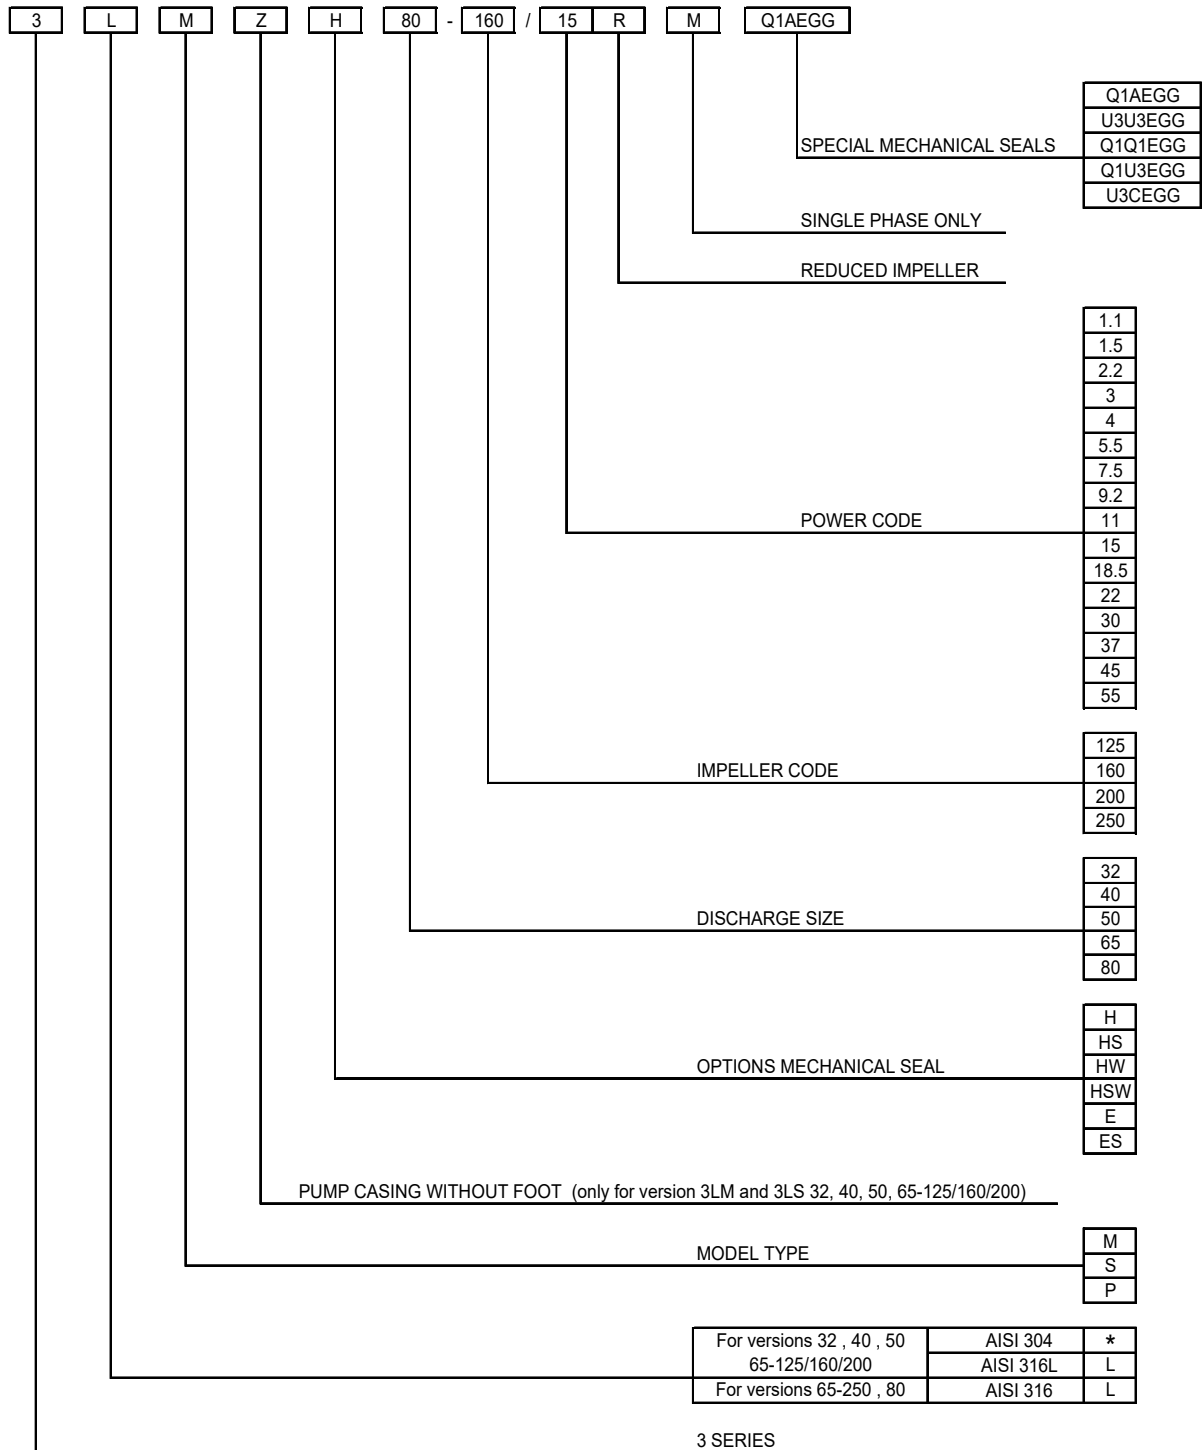 3 L M Z H 80 - 160 / 15 R M Q1AEGG
Q1AEGG
U3U3EGG
SPECIAL MECHANICAL SEALS Q1Q1EGG
Q1U3EGG
U3CEGG
SINGLE PHASE ONLY
REDUCED IMPELLER
1.1
1.5
2.2
3
4
5.5
7.5
9.2
POWER CODE 11
15
18.5
22
30
37
45
55
125
IMPELLER CODE 160
200
250
32
40
DISCHARGE SIZE 50
65
80
H
HS
OPTIONS MECHANICAL SEAL HW
HSW
E
ES
PUMP CASING WITHOUT FOOT (only for version 3LM and 3LS 32, 40, 50, 65-125/160/200)
M
MODEL TYPE S
P
For versions 32 , 40 , 50 AISI 304 *
65-125/160/200 AISI 316L L
For versions 65-250 , 80 AISI 316 L
3 SERIES